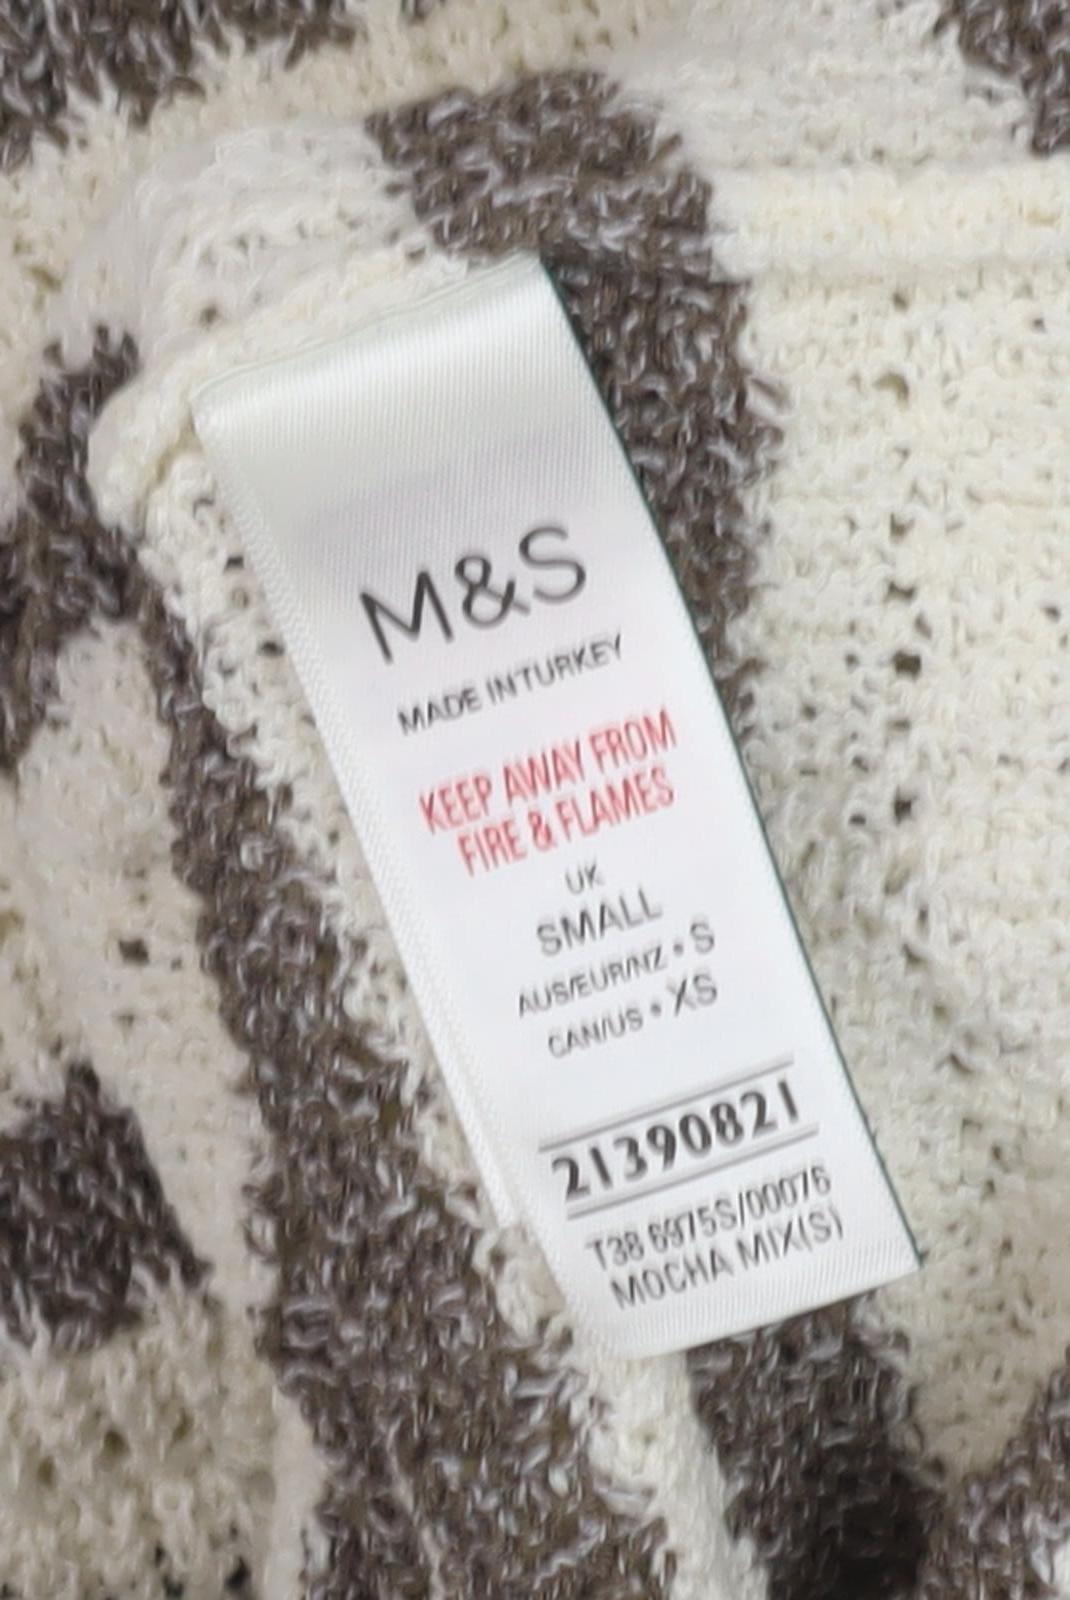 M&S
MADE IN TURKEY
KEEP AWAY FROM
FIRE & FLAMES
UK
SMALL
AUS/EUR/NZ • S
CAN/US • XS
21390821
T38 6975S/00076
MOCHA MIX(S)